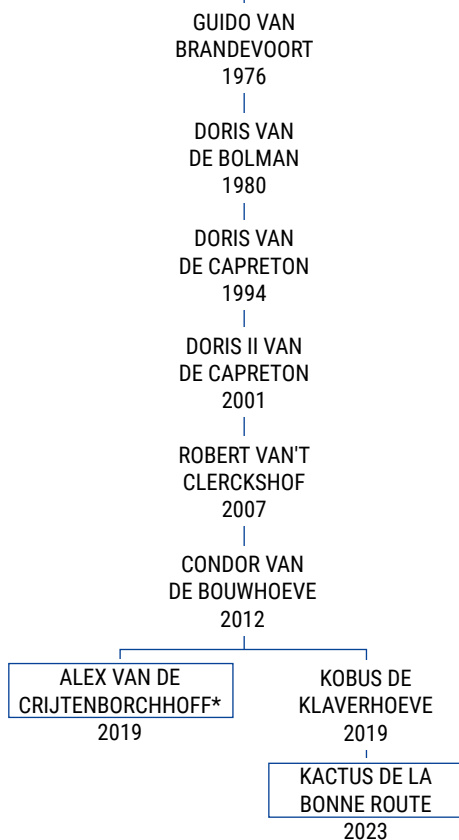 GUIDO VAN
BRANDEVOORT
1976
DORIS VAN
DE BOLMAN
1980
DORIS VAN
DE CAPRETON
1994
DORIS II VAN
DE CAPRETON
2001
ROBERT VAN'T
CLERCKSHOF
2007
CONDOR VAN
DE BOUWHOEVE
2012
ALEX VAN DE
CRIJTENBORCHHOFF*
2019
KOBUS DE
KLAVERHOEVE
2019
KACTUS DE LA
BONNE ROUTE
2023